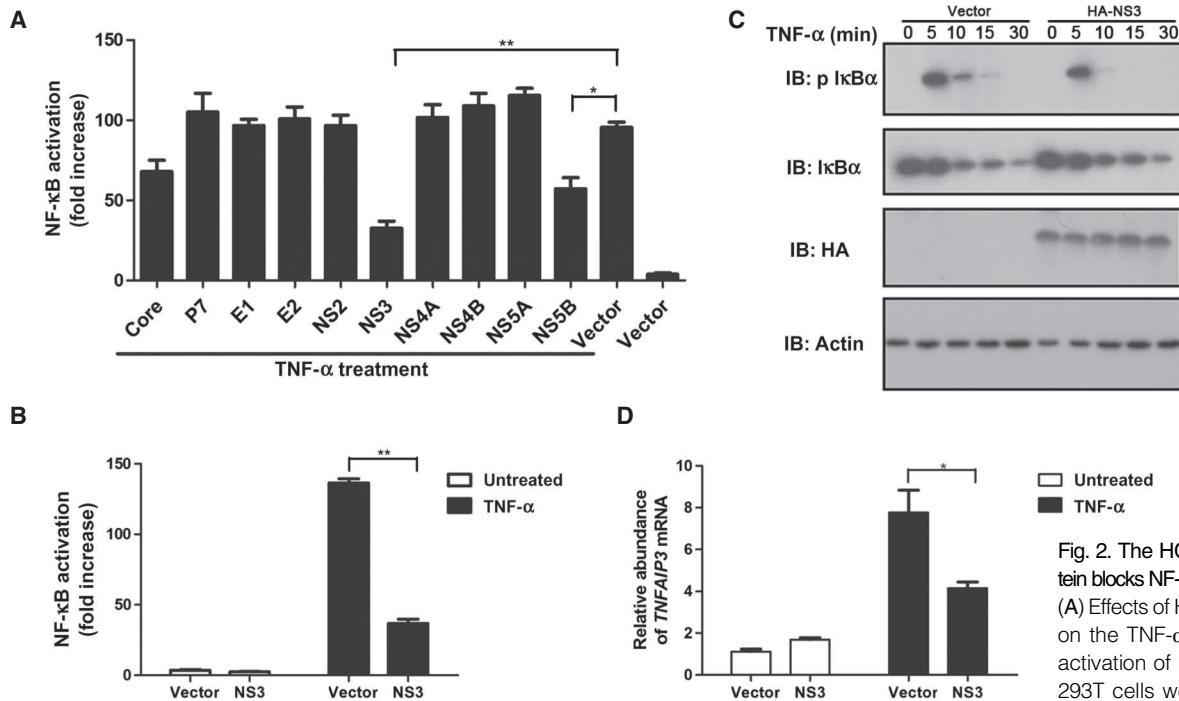 A
NF-κB activation
(fold increase)
150
100
50
0
**
*
Core
P7
E1
E2
NS2
NS3
NS4A
NS4B
NS5A
NS5B
Vector
Vector
TNF-α treatment
C
Vector
HA-NS3
TNF-α (min)
0 5 10 15 30 0 5 10 15 30
IB: p IκBα
IB: IκBα
IB: HA
IB: Actin
B
NF-κB activation
(fold increase)
150
100
50
0
**
Untreated
TNF-α
Vector NS3 Vector NS3
D
Relative abundance
of TNFAIP3 mRNA
10
8
6
4
2
0
*
Untreated
TNF-α
Vector NS3 Vector NS3
Fig. 2. The HC
tein blocks NF-
(A) Effects of H
on the TNF-α
activation of
293T cells we